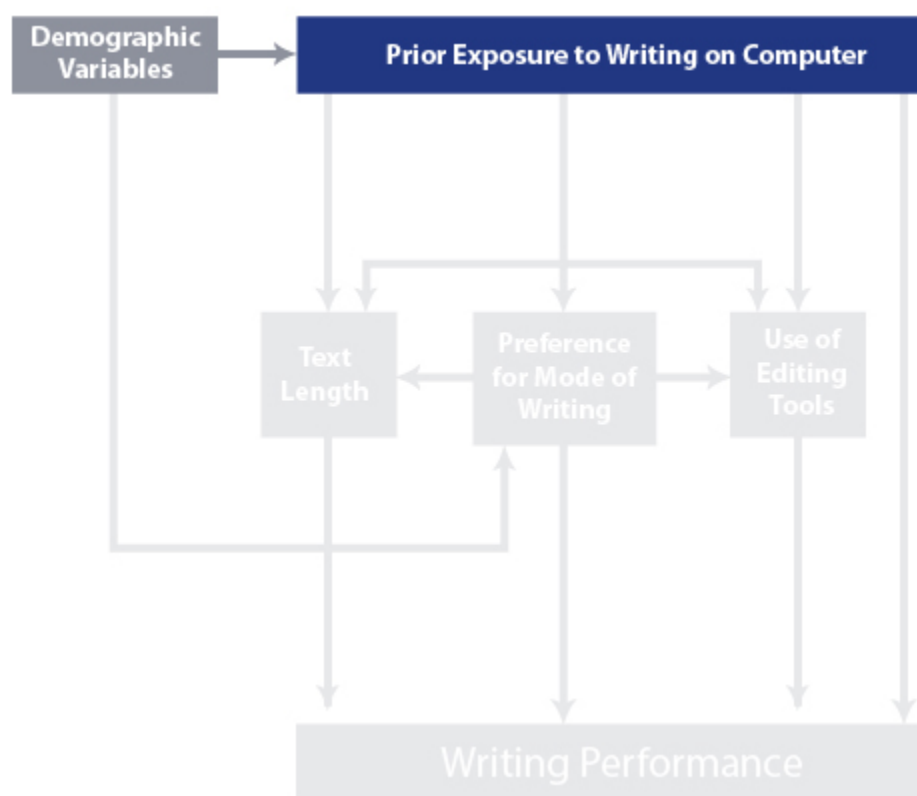 Demographic
Variables
Prior Exposure to Writing on Computer
Text
Length
Preference
for Mode of
Writing
Use of
Editing
Tools
Writing Performance